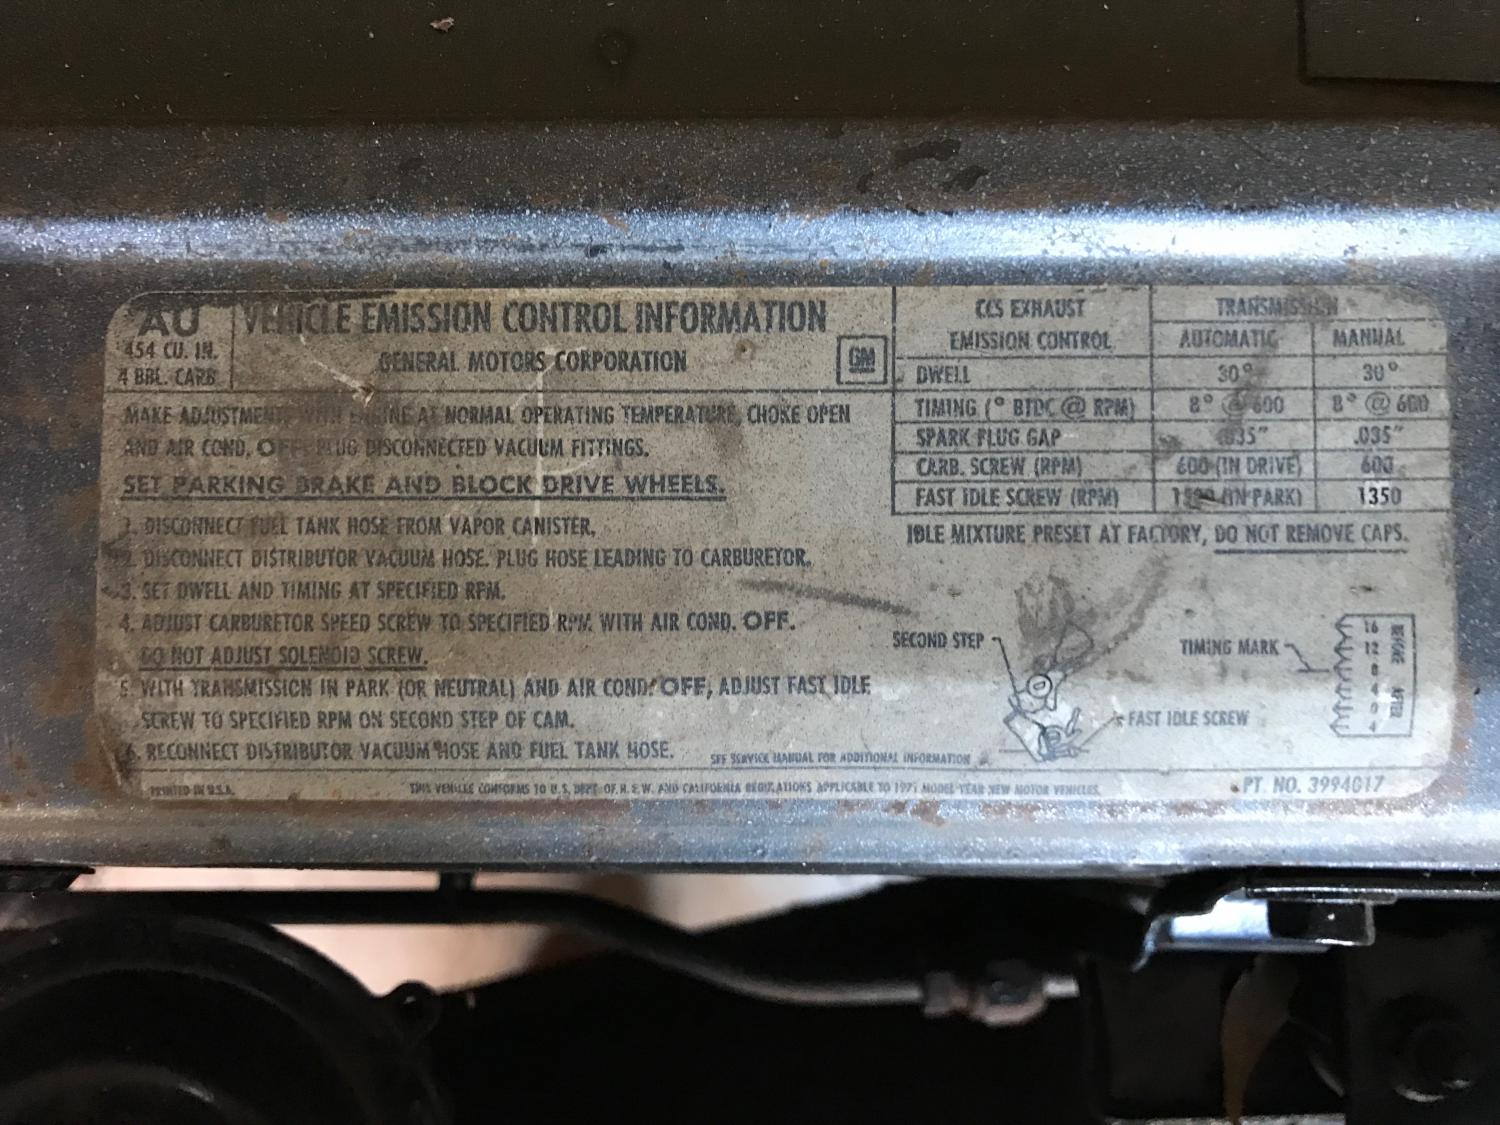 AU
454 CU. IN.
4 BBL. CARB
VEHICLE EMISSION CONTROL INFORMATION
GENERAL MOTORS CORPORATION
GM
MAKE ADJUSTMENTS WITH ENGINE AT NORMAL OPERATING TEMPERATURE, CHOKE OPEN
AND AIR COND. OFF. PLUG DISCONNECTED VACUUM FITTINGS.
SET PARKING BRAKE AND BLOCK DRIVE WHEELS.
1. DISCONNECT FUEL TANK HOSE FROM VAPOR CANISTER.
2. DISCONNECT DISTRIBUTOR VACUUM HOSE. PLUG HOSE LEADING TO CARBURETOR.
3. SET DWELL AND TIMING AT SPECIFIED RPM.
4. ADJUST CARBURETOR SPEED SCREW TO SPECIFIED RPM WITH AIR COND. OFF.
DO NOT ADJUST SOLENOID SCREW.
5. WITH TRANSMISSION IN PARK (OR NEUTRAL) AND AIR COND. OFF, ADJUST FAST IDLE
SCREW TO SPECIFIED RPM ON SECOND STEP OF CAM.
6. RECONNECT DISTRIBUTOR VACUUM HOSE AND FUEL TANK HOSE.
SEE SERVICE MANUAL FOR ADDITIONAL INFORMATION
CCS EXHAUST
EMISSION CONTROL
TRANSMISSION
AUTOMATIC MANUAL
DWELL 30° 30°
TIMING (° BTDC @ RPM) 8° @ 600 8° @ 600
SPARK PLUG GAP .035" .035"
CARB. SCREW (RPM) 600 (IN DRIVE) 600
FAST IDLE SCREW (RPM) (IN PARK) 1350
IDLE MIXTURE PRESET AT FACTORY, DO NOT REMOVE CAPS.
SECOND STEP
FAST IDLE SCREW
TIMING MARK
16
12
8
4
0
4
BEFORE
AFTER
PRINTED IN U.S.A.
THIS VEHICLE CONFORMS TO U.S. DEPT. OF H.E.W. AND CALIFORNIA REGULATIONS APPLICABLE TO 1971 MODEL YEAR NEW MOTOR VEHICLES.
PT. NO. 3994017